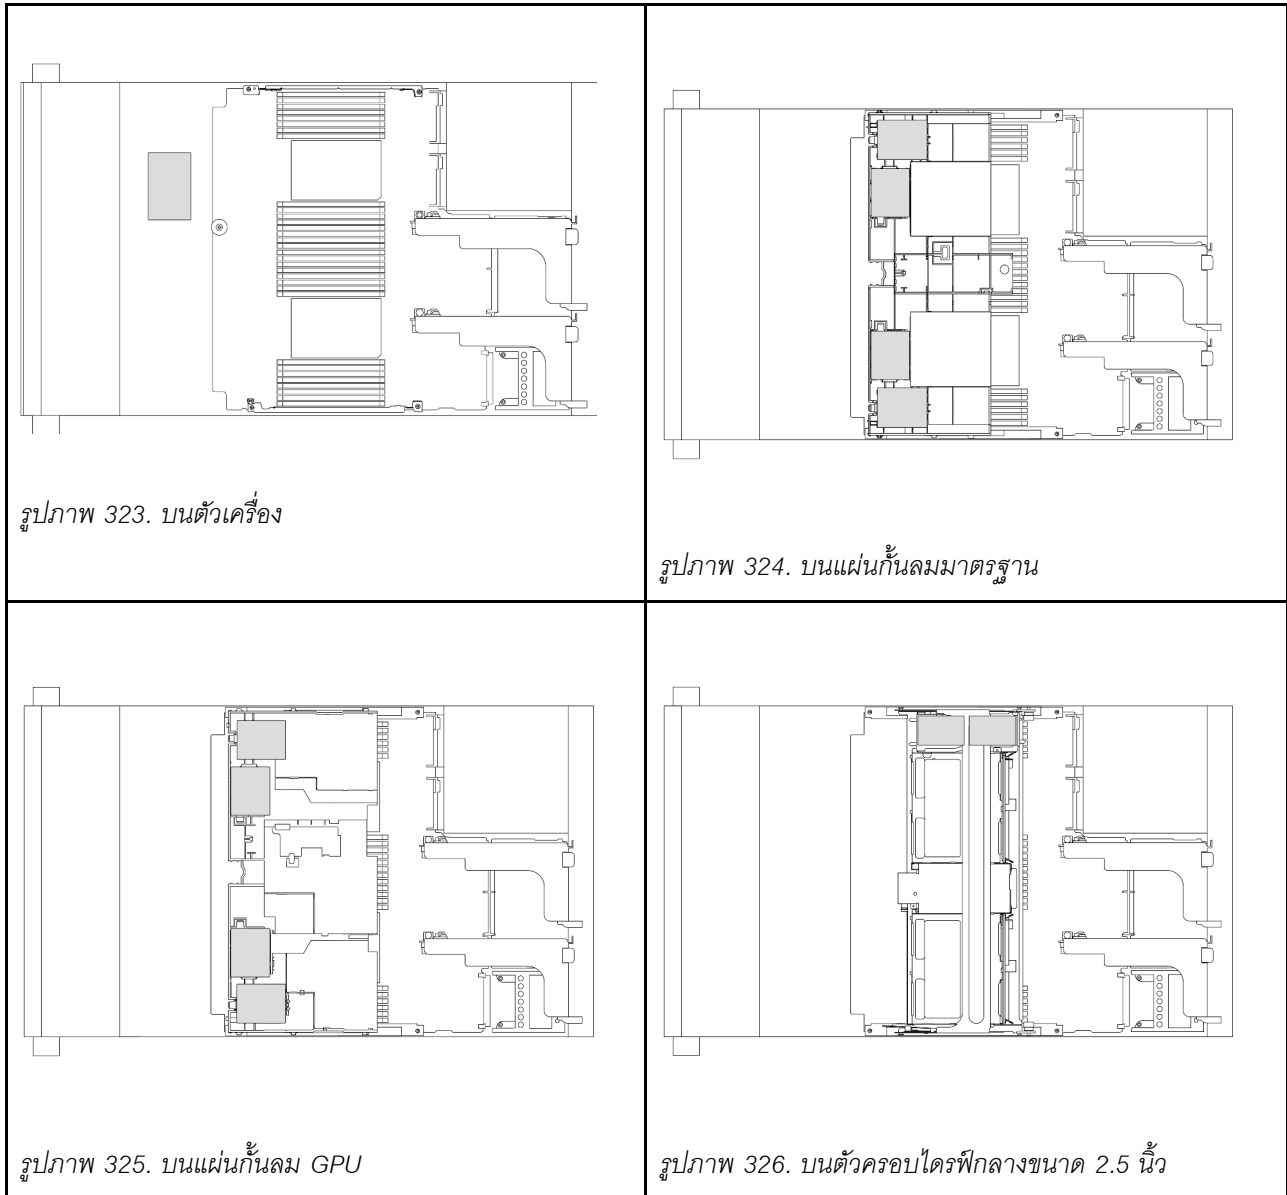 รูปภาพ 323. บนตัวเครื่อง
รูปภาพ 324. บนแผ่นกั้นลมมาตรฐาน
รูปภาพ 325. บนแผ่นกั้นลม GPU
รูปภาพ 326. บนตัวครอบไดรฟ์กลางขนาด 2.5 นิ้ว